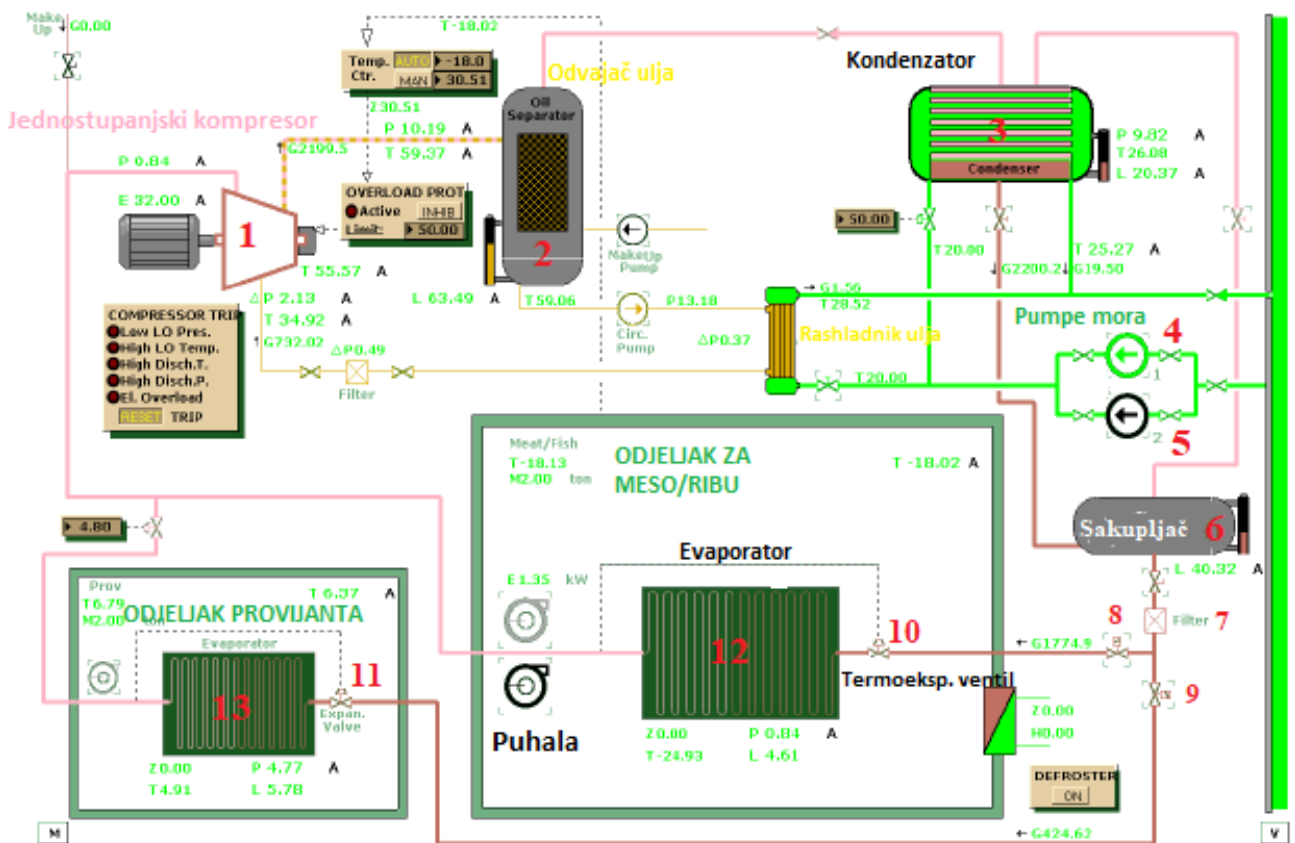 Make
Up
G0.00
T-18.02
Temp. AUTO -18.0
Ctr. MAN 30.51
Z30.51
Jednostupanjski kompresor
Odvajač ulja
Oil
Separator
2
P 10.19 A
T 59.37 A
G2199.5
P 0.84 A
E 32.00 A
1
OVERLOAD PROT
Active INHIB
Limit: 50.00
T 55.57 A
△P 2.13 A
T 34.92 A
G732.02
△P0.49
Filter
COMPRESSOR TRIP
Low LO Pres.
High LO Temp.
High Disch.T.
High Disch.P.
El. Overload
RESET TRIP
L 63.49 A
T59.06
MakeUp
Pump
Circ.
Pump
P13.18
△P0.37
Rashladnik ulja
G1.56
T28.52
T20.00
Kondenzator
3
Condenser
P 9.82 A
T26.08
L 20.37 A
50.00
T20.00
G2200.2
T 25.27 A
G19.50
Pumpe mora
4
1
5
2
Sakupljač 6
L 40.32 A
Filter 7
8
9
G1774.9
G424.62
Meat/Fish
T-18.13
M2.00 ton
ODJELJAK ZA
MESO/RIBU
T -18.02 A
Evaporator
E1.35 kW
12
10
Termoeksp. ventil
Puhala
Z0.00 P 0.84 A
T-24.93 L 4.61
Z0.00
H0.00
DEFROSTER
ON
4.80
Prov
T6.79
M2.00 ton
T 6.37 A
ODJELJAK PROVIJANTA
Evaporator
13
11
Expan.
Valve
Z0.00 P 4.77 A
T4.91 L 5.78
M
V